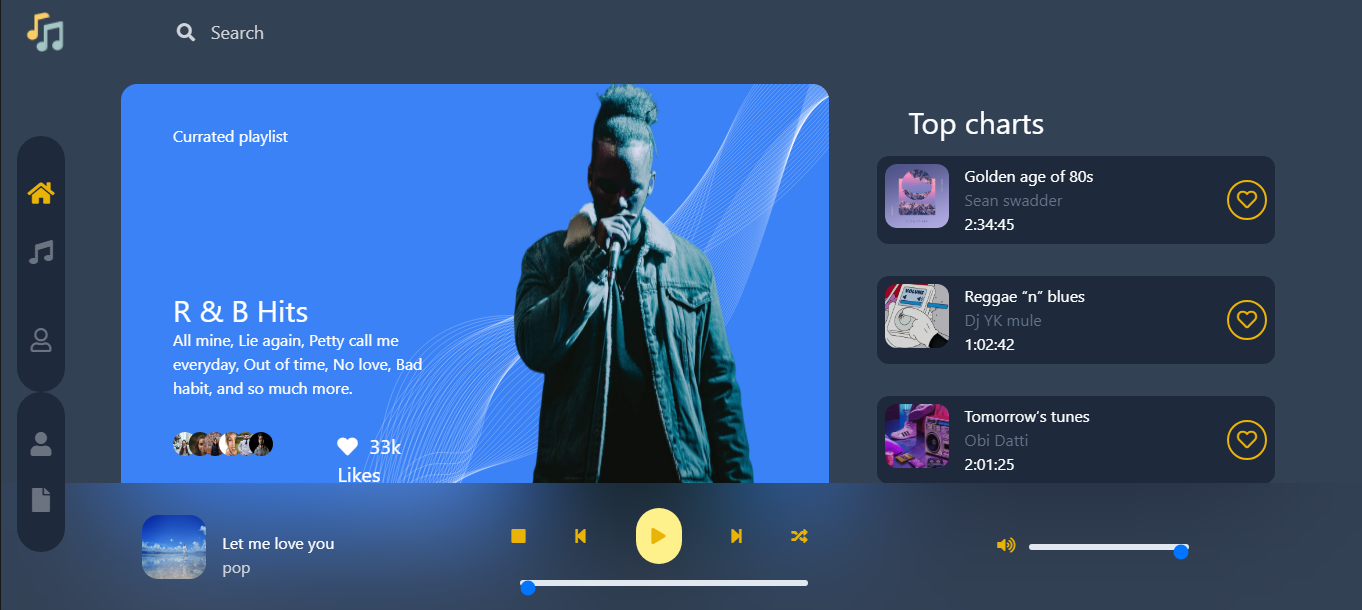 Search
Currated playlist
R & B Hits
All mine, Lie again, Petty call me
everyday, Out of time, No love, Bad
habit, and so much more.
33k
Likes
Top charts
Golden age of 80s
Sean swadder
2:34:45
Reggae “n” blues
Dj YK mule
1:02:42
Tomorrow’s tunes
Obi Datti
2:01:25
Let me love you
pop